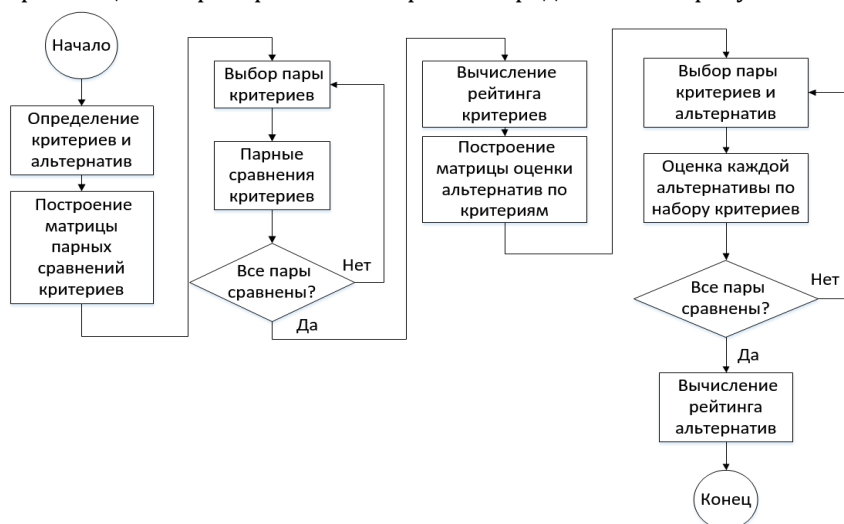 Начало
Определение
критериев и
альтернатив
Построение
матрицы
парных
сравнений
критериев
Выбор пары
критериев
Парные
сравнения
критериев
Все пары
сравнены?
Нет
Да
Вычисление
рейтинга
критериев
Построение
матрицы оценки
альтернатив по
критериям
Выбор пары
критериев и
альтернатив
Оценка каждой
альтернативы по
набору критериев
Все пары
сравнены?
Нет
Да
Вычисление
рейтинга
альтернатив
Конец